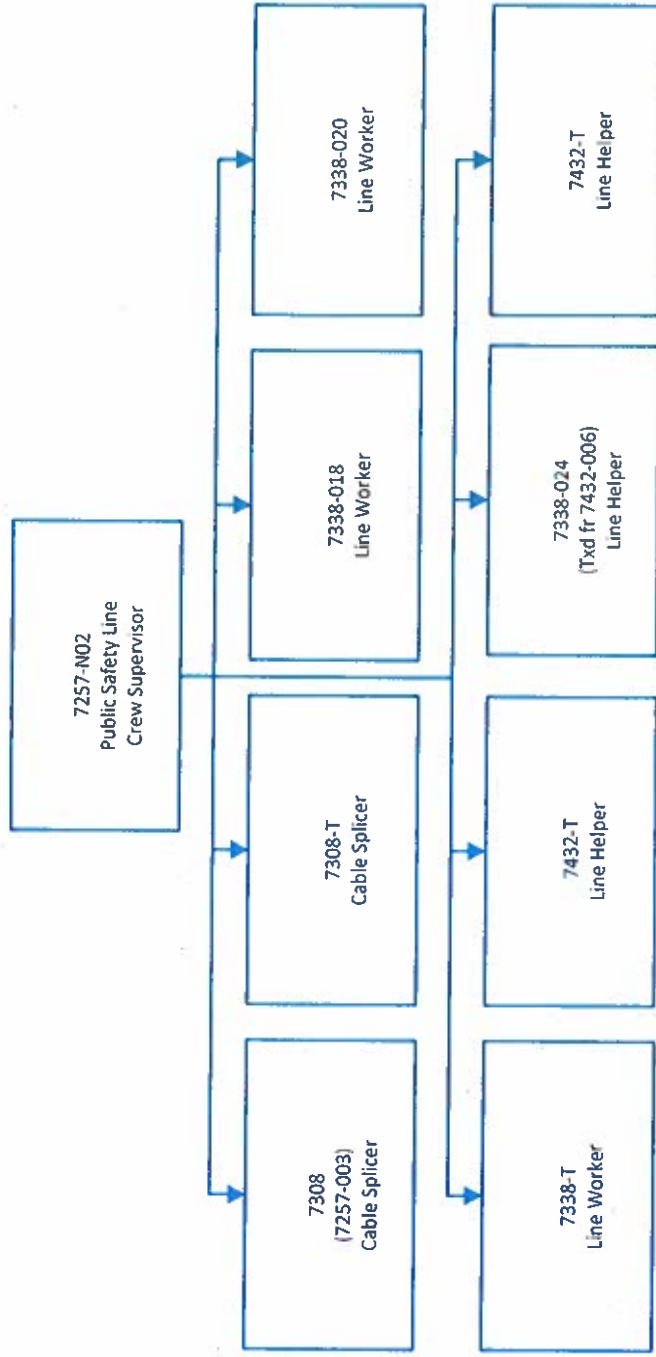 7257-N02
Public Safety Line
Crew Supervisor
7308
(7257-003)
Cable Splicer
7308-T
Cable Splicer
7338-018
Line Worker
7338-020
Line Worker
7338-T
Line Worker
7432-T
Line Helper
7338-024
(Txd fr 7432-006)
Line Helper
7432-T
Line Helper